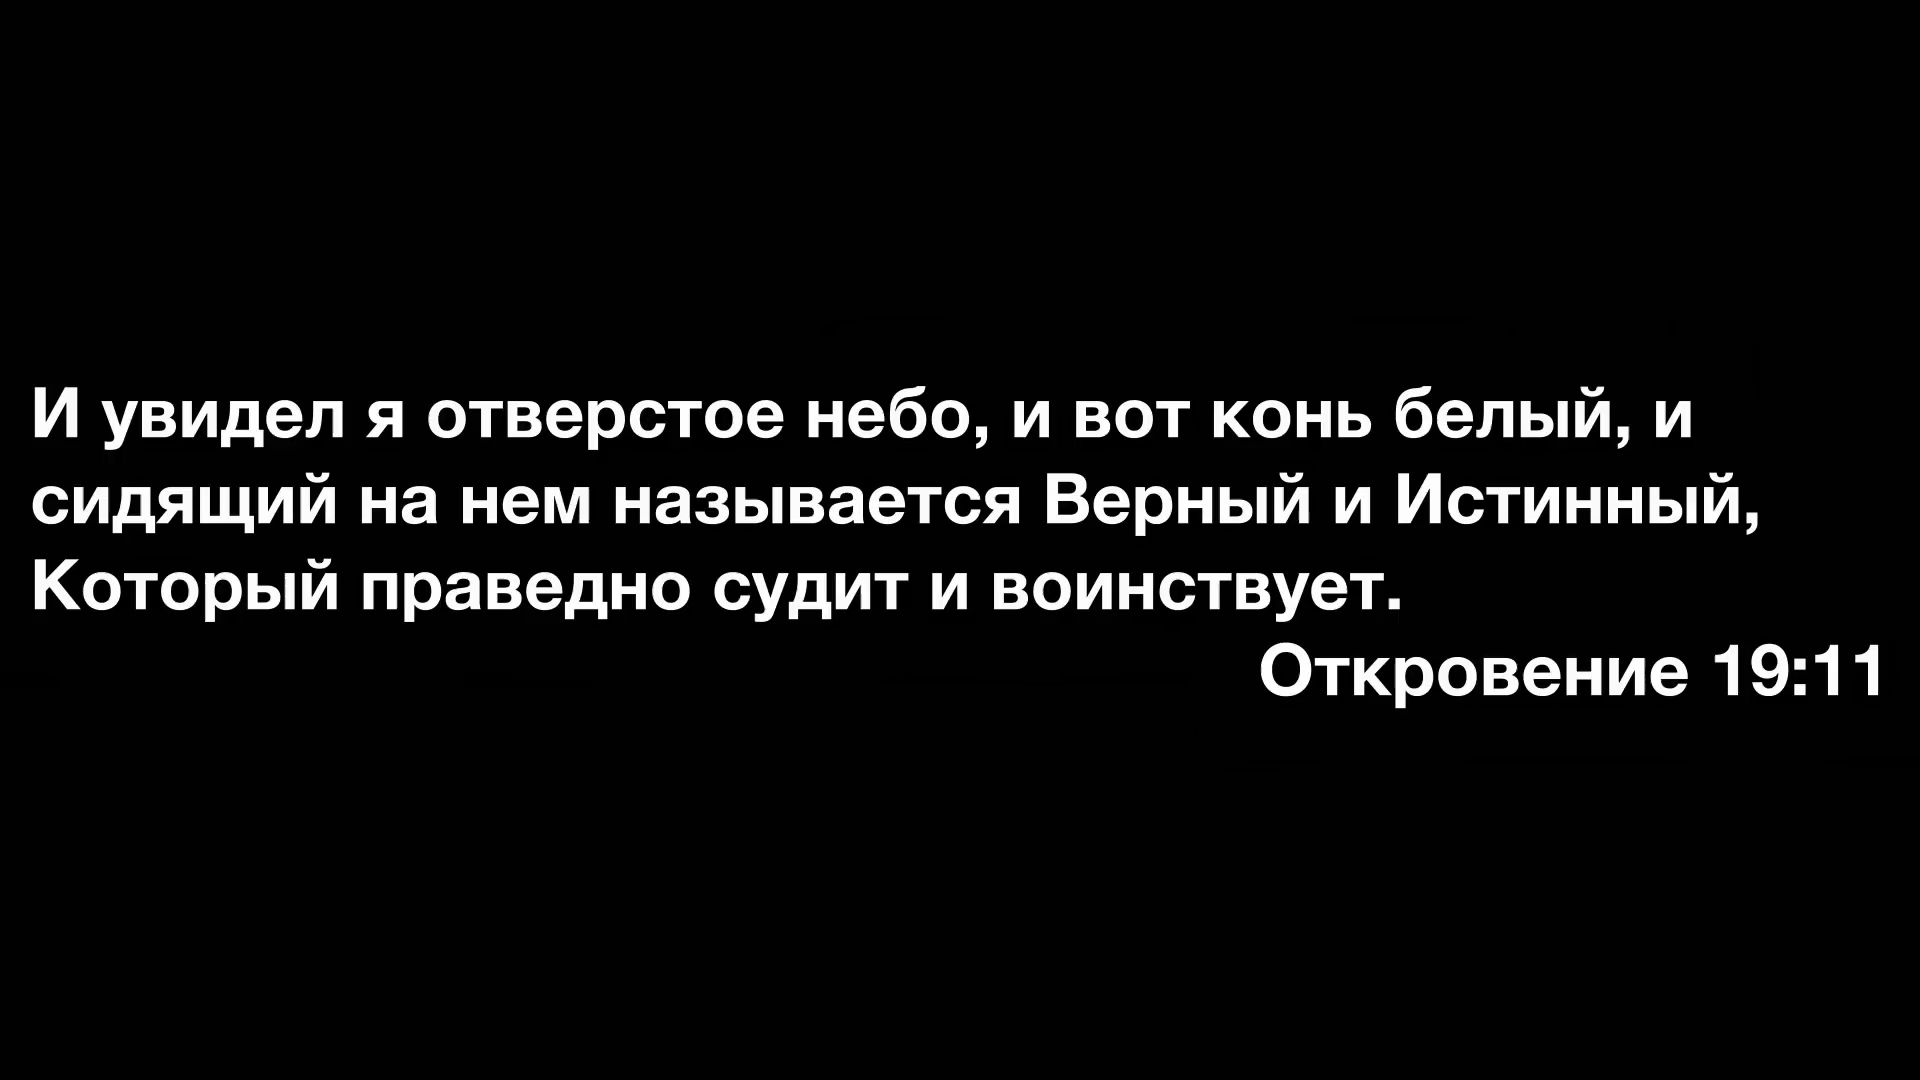 И увидел я отверстое небо, и вот конь белый, и
сидящий на нем называется Верный и Истинный,
Который праведно судит и воинствует.
Откровение 19:11